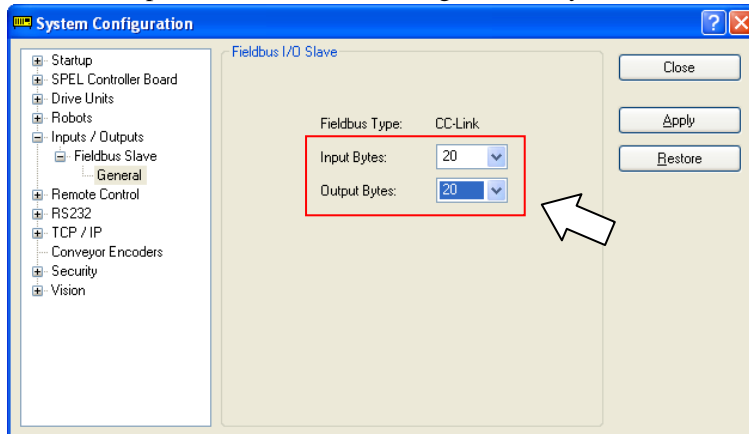 System Configuration
Startup
SPEL Controller Board
Drive Units
Robots
Inputs / Outputs
Fieldbus Slave
General
Remote Control
RS232
TCP / IP
Conveyor Encoders
Security
Vision
Fieldbus I/O Slave
Fieldbus Type: CC-Link
Input Bytes: 20
Output Bytes: 20
Close
Apply
Restore